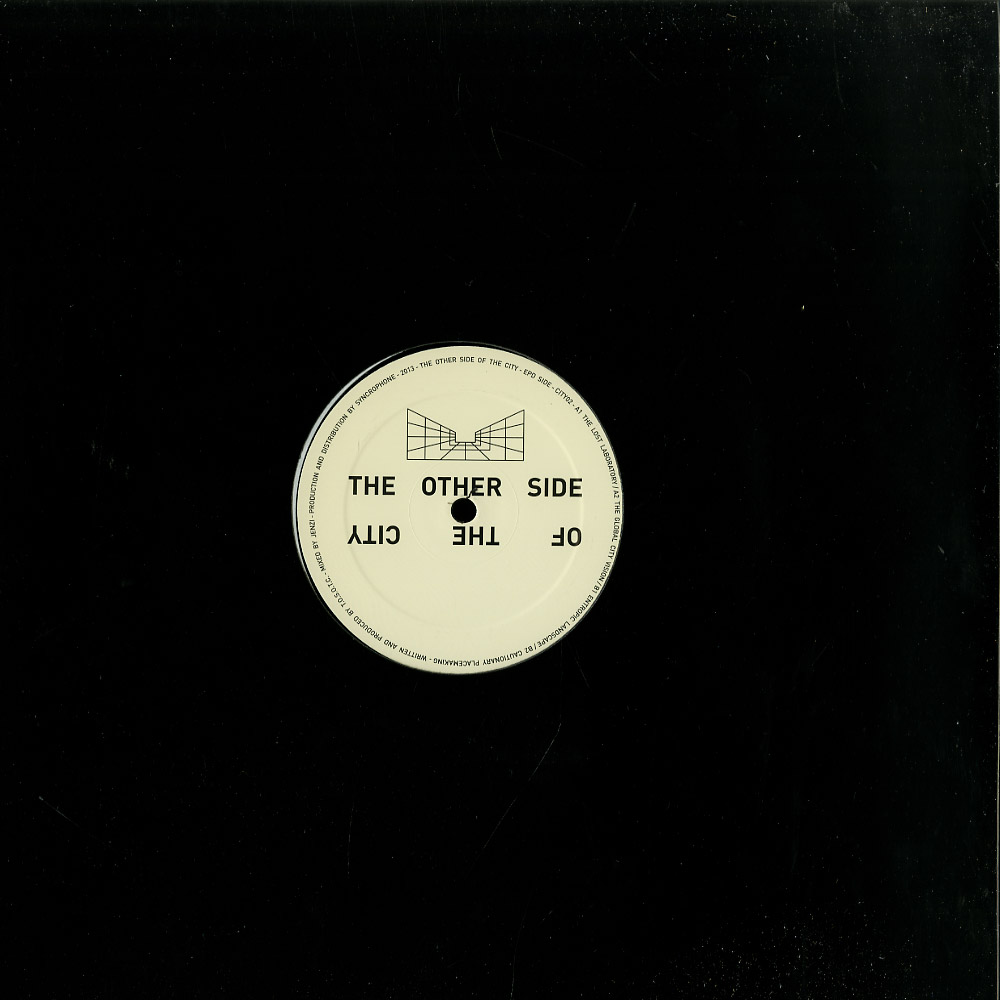 THE OTHER SIDE
OF THE CITY
2013 - THE OTHER SIDE OF THE CITY - EPD SIDE - CITY02 - A1 THE LOST LABORATORY / A2 THE GLOBAL CITY VISION / B1 ENTROPIC LANDSCAPE / B2 CAUTIONARY PLACEMAKING - WRITTEN AND PRODUCED BY T.O.S.O.T.C. - MIXED BY JENZI - PRODUCTION AND DISTRIBUTION BY SYNCROPHONE -